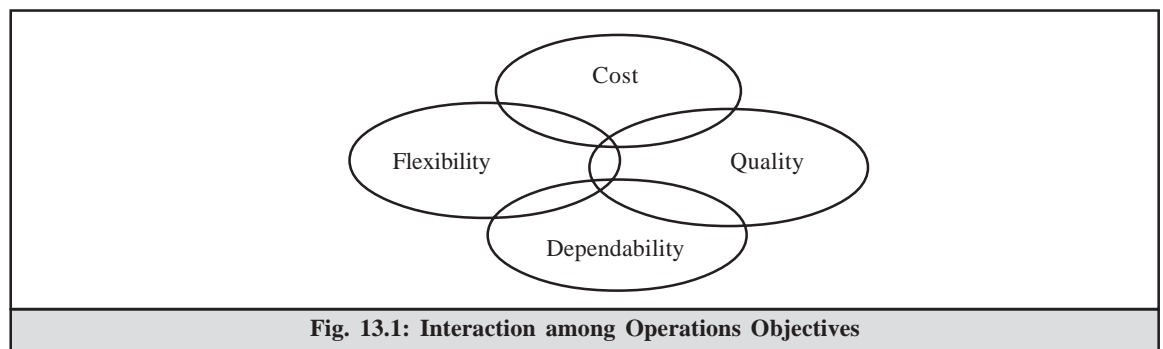 Cost
Flexibility
Quality
Dependability
Fig. 13.1: Interaction among Operations Objectives